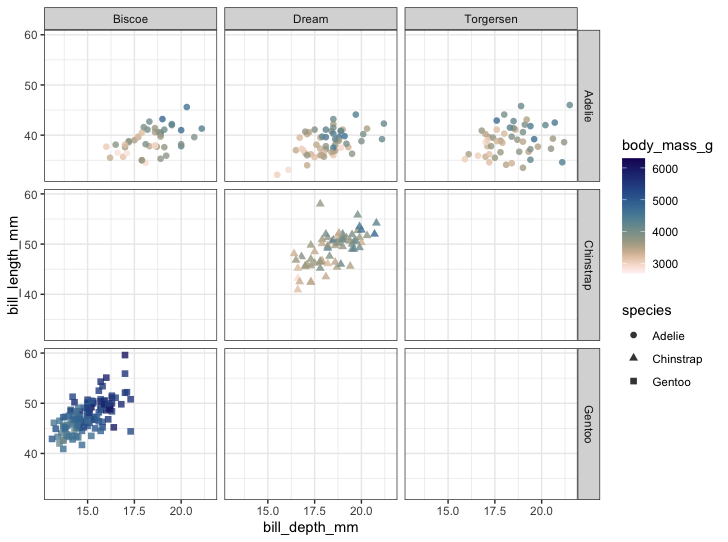 Biscoe Dream Torgersen
60
50
40
Adelie
60
50
40
Chinstrap
60
50
40
Gentoo
bill_length_mm
15.0 17.5 20.0 15.0 17.5 20.0 15.0 17.5 20.0
bill_depth_mm
body_mass_g
6000
5000
4000
3000
species
Adelie
Chinstrap
Gentoo